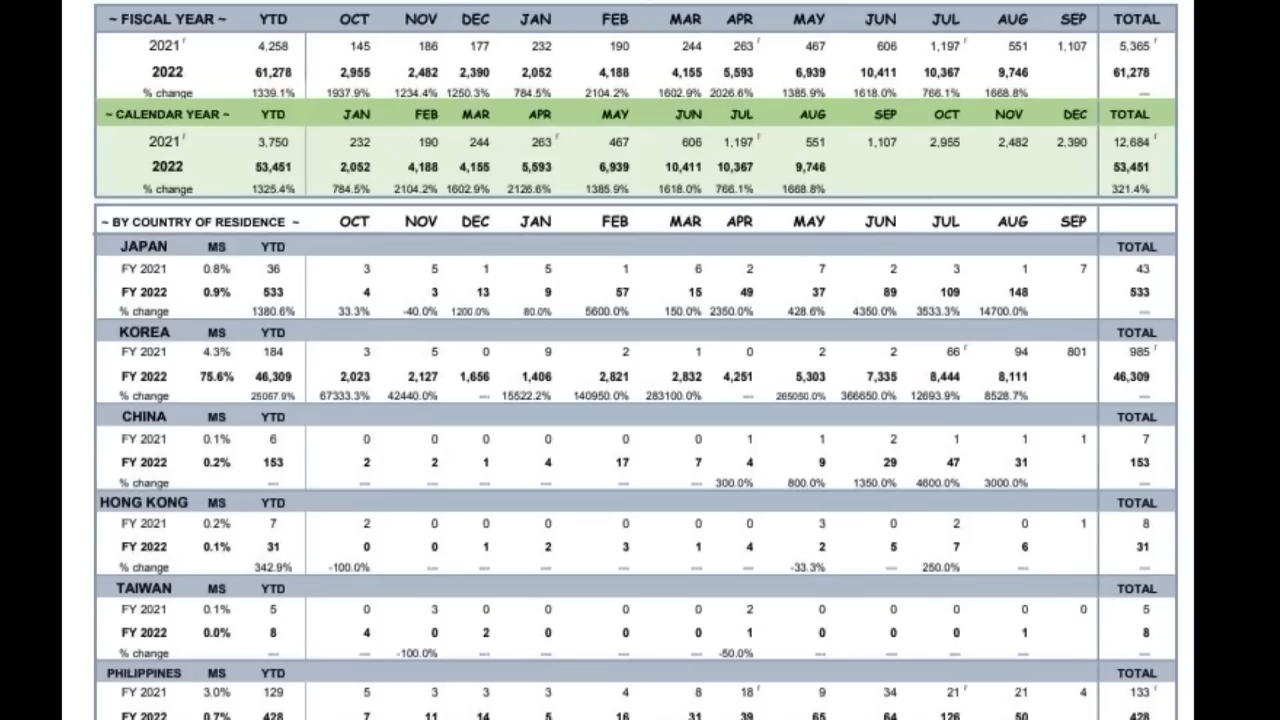 ~ FISCAL YEAR ~ YTD OCT NOV DEC JAN FEB MAR APR MAY JUN JUL AUG SEP TOTAL
2021 r 4,258 145 186 177 232 190 244 263 r 467 606 1,197 r 551 1,107 5,365 r
2022 61,278 2,955 2,482 2,390 2,052 4,188 4,155 5,593 6,939 10,411 10,367 9,746 61,278
% change 1339.1% 1937.9% 1234.4% 1250.3% 784.5% 2104.2% 1602.9% 2026.6% 1385.9% 1618.0% 766.1% 1668.8% ---
~ CALENDAR YEAR ~ YTD JAN FEB MAR APR MAY JUN JUL AUG SEP OCT NOV DEC TOTAL
2021 r 3,750 232 190 244 263 r 467 606 1,197 r 551 1,107 2,955 2,482 2,390 12,684 r
2022 53,451 2,052 4,188 4,155 5,593 6,939 10,411 10,367 9,746 53,451
% change 1325.4% 784.5% 2104.2% 1602.9% 2126.6% 1385.9% 1618.0% 766.1% 1668.8% 321.4%
~ BY COUNTRY OF RESIDENCE ~ OCT NOV DEC JAN FEB MAR APR MAY JUN JUL AUG SEP
JAPAN MS YTD TOTAL
FY 2021 0.8% 36 3 5 1 5 1 6 2 7 2 3 1 7 43
FY 2022 0.9% 533 4 3 13 9 57 15 49 37 89 109 148 533
% change 1380.6% 33.3% -40.0% 1200.0% 80.0% 5600.0% 150.0% 2350.0% 428.6% 4350.0% 3533.3% 14700.0% ---
KOREA MS YTD TOTAL
FY 2021 4.3% 184 3 5 0 9 2 1 0 2 2 66 r 94 801 985 r
FY 2022 75.6% 46,309 2,023 2,127 1,656 1,406 2,821 2,832 4,251 5,303 7,335 8,444 8,111 46,309
% change 25067.9% 67333.3% 42440.0% --- 15522.2% 140950.0% 283100.0% --- 265050.0% 366650.0% 12693.9% 8528.7% ---
CHINA MS YTD TOTAL
FY 2021 0.1% 6 0 0 0 0 0 0 1 1 2 1 1 1 7
FY 2022 0.2% 153 2 2 1 4 17 7 4 9 29 47 31 153
% change --- --- --- --- --- --- --- 300.0% 800.0% 1350.0% 4600.0% 3000.0% ---
HONG KONG MS YTD TOTAL
FY 2021 0.2% 7 2 0 0 0 0 0 0 3 0 2 0 1 8
FY 2022 0.1% 31 0 0 1 2 3 1 4 2 5 7 6 31
% change 342.9% -100.0% --- --- --- --- --- --- -33.3% --- 250.0% --- ---
TAIWAN MS YTD TOTAL
FY 2021 0.1% 5 0 3 0 0 0 0 2 0 0 0 0 0 5
FY 2022 0.0% 8 4 0 2 0 0 0 1 0 0 0 1 8
% change --- --- -100.0% --- --- --- --- -50.0% --- --- --- --- ---
PHILIPPINES MS YTD TOTAL
FY 2021 3.0% 129 5 3 3 3 4 8 18 r 9 34 21 r 21 4 133 r
FY 2022 0.7% 428 7 11 14 5 16 31 39 65 64 126 50 428